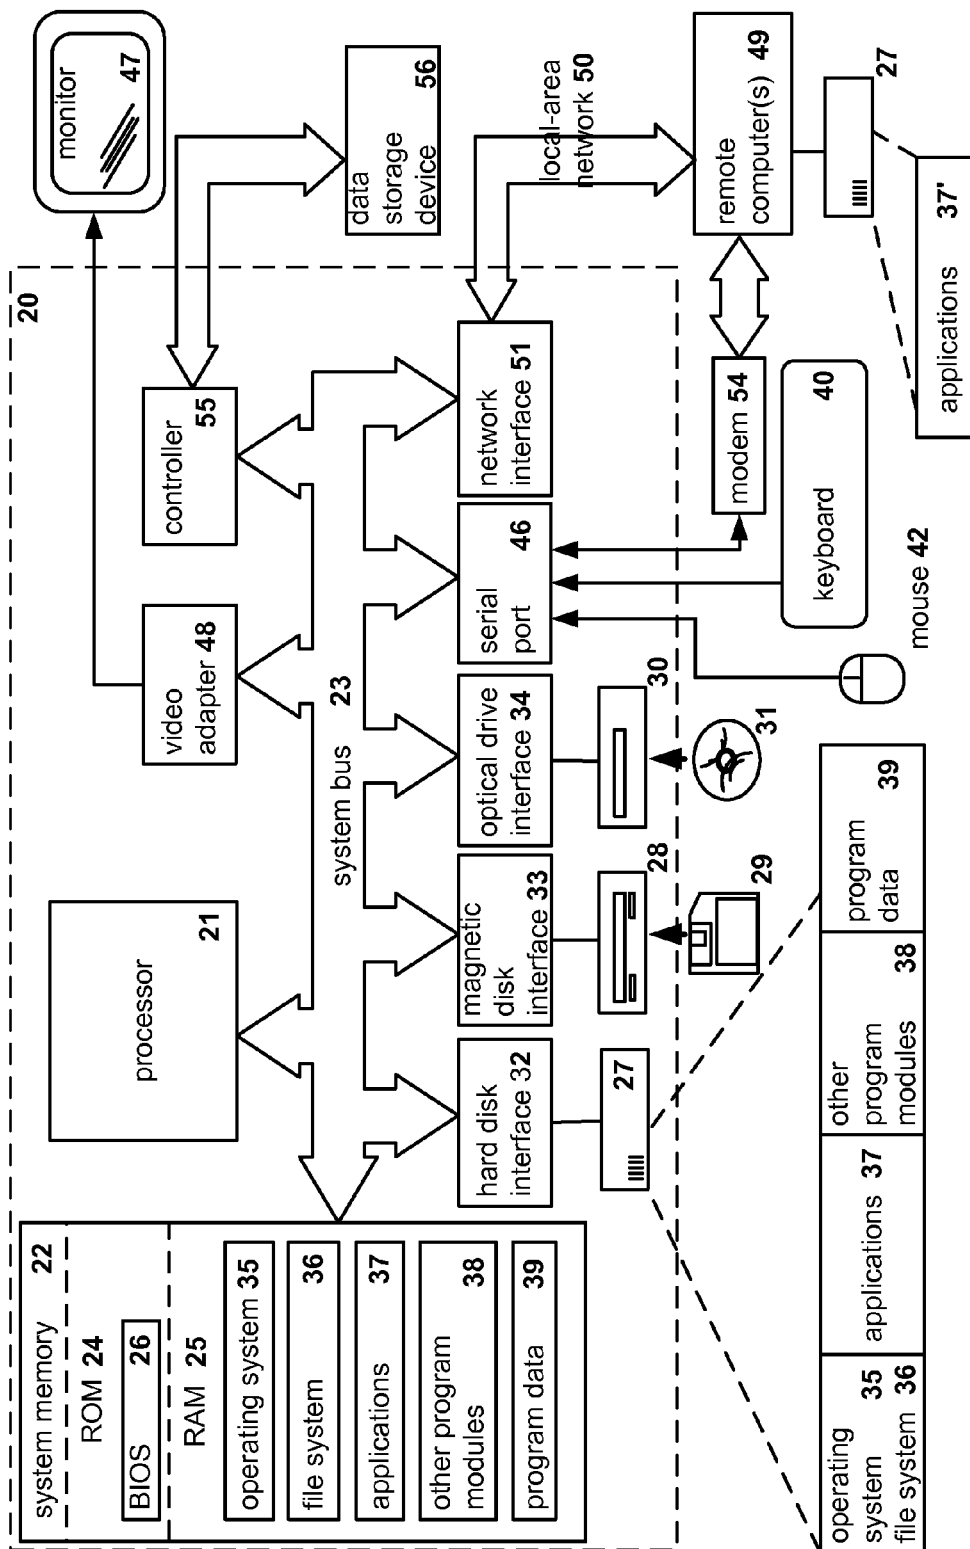 20
system memory 22
ROM 24
BIOS 26
RAM 25
operating system 35
file system 36
applications 37
other program
modules 38
program data 39
processor 21
video
adapter 48
controller
55
monitor
47
system bus 23
data
storage
device
56
hard disk
interface 32
magnetic
disk
interface 33
optical drive
interface 34
serial
port
46
network
interface 51
local-area
network 50
27
28
30
29
31
modem 54
remote
computer(s)
49
27
keyboard
40
mouse 42
applications
37'
operating
system 35
file system 36
applications 37
other
program
modules 38
program
data
39